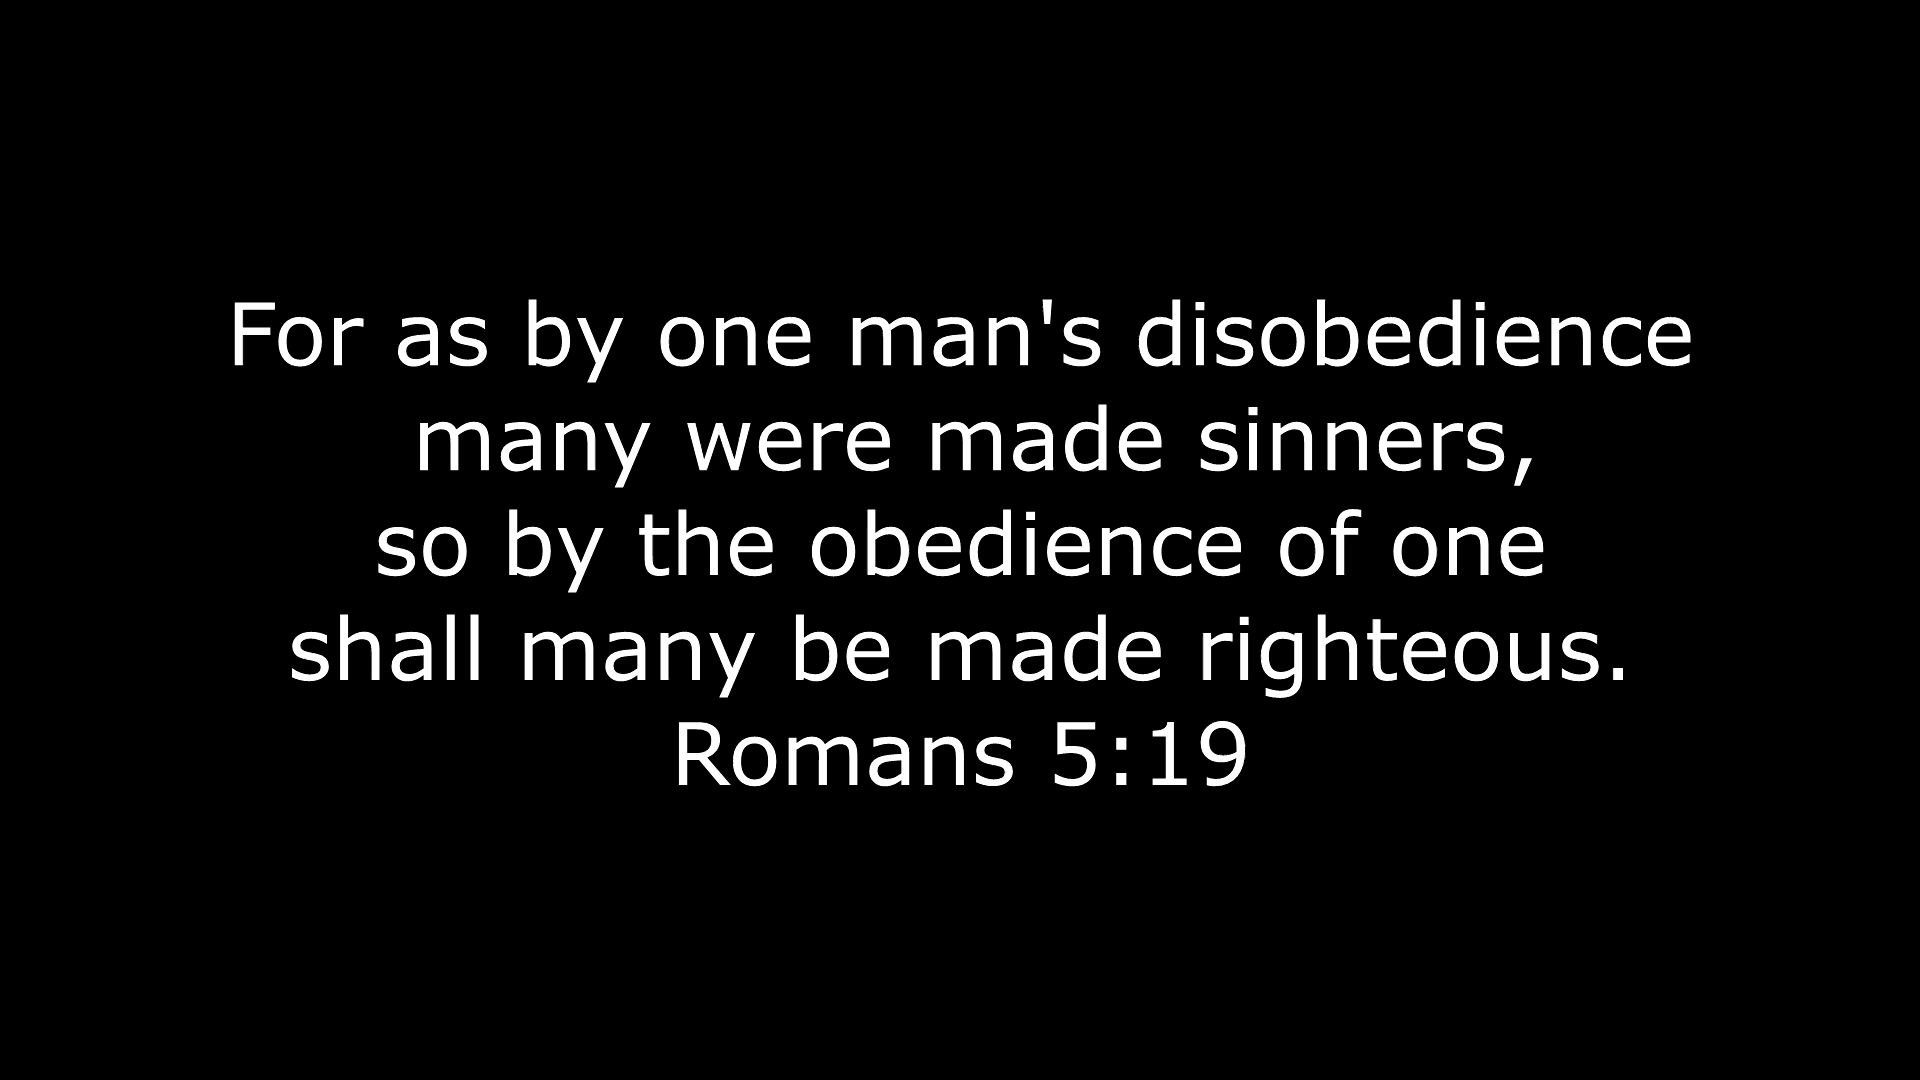 For as by one man's disobedience
many were made sinners,
so by the obedience of one
shall many be made righteous.
Romans 5:19